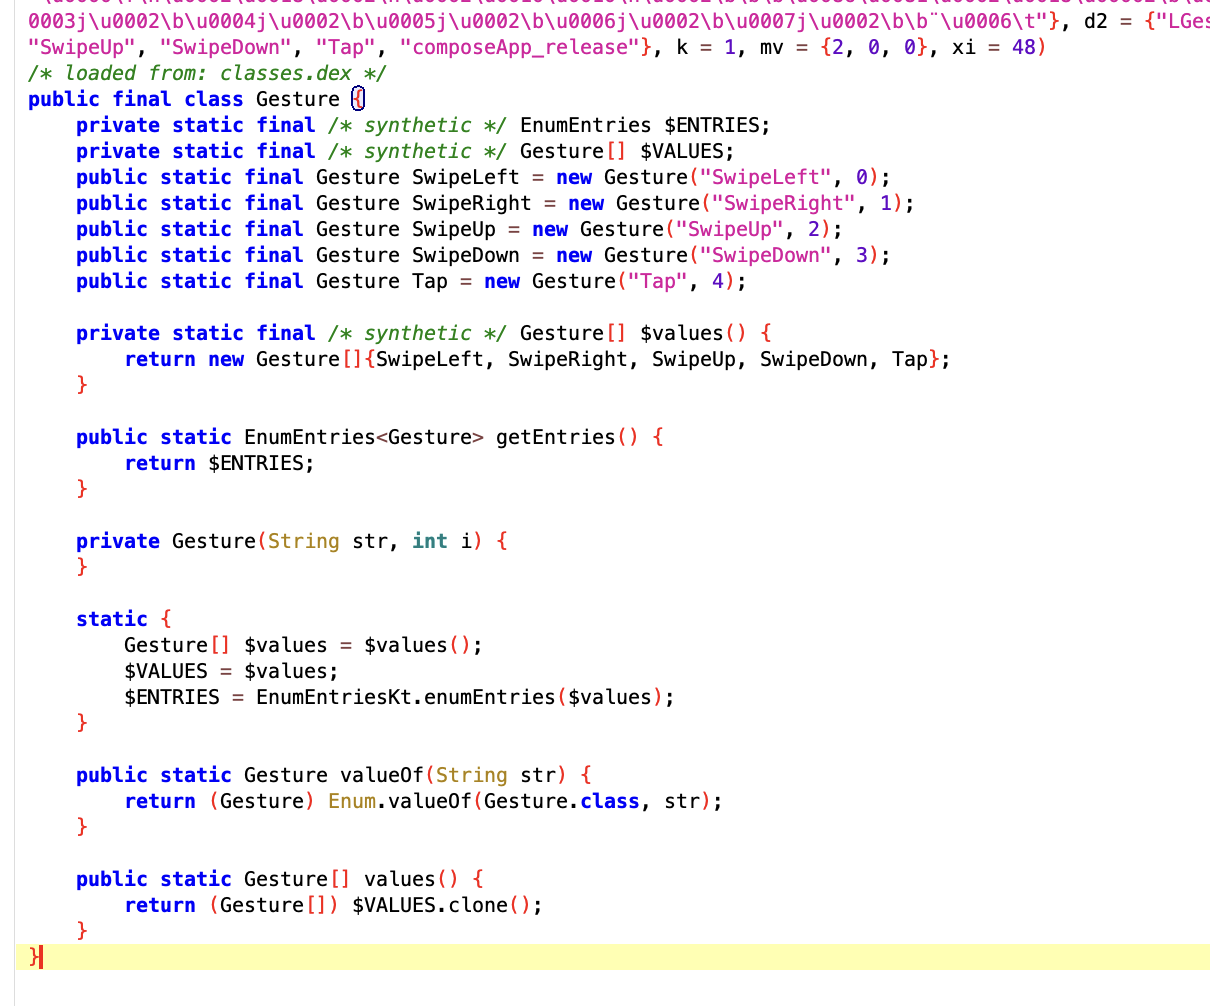 0003j\u0002\b\u0004j\u0002\b\u0005j\u0002\b\u0006j\u0002\b\u0007j\u0002\b\b¨\u0006\t"}, d2 = {"LGes
"SwipeUp", "SwipeDown", "Tap", "composeApp_release"}, k = 1, mv = {2, 0, 0}, xi = 48)
/* loaded from: classes.dex */
public final class Gesture {
    private static final /* synthetic */ EnumEntries $ENTRIES;
    private static final /* synthetic */ Gesture[] $VALUES;
    public static final Gesture SwipeLeft = new Gesture("SwipeLeft", 0);
    public static final Gesture SwipeRight = new Gesture("SwipeRight", 1);
    public static final Gesture SwipeUp = new Gesture("SwipeUp", 2);
    public static final Gesture SwipeDown = new Gesture("SwipeDown", 3);
    public static final Gesture Tap = new Gesture("Tap", 4);

    private static final /* synthetic */ Gesture[] $values() {
        return new Gesture[]{SwipeLeft, SwipeRight, SwipeUp, SwipeDown, Tap};
    }

    public static EnumEntries<Gesture> getEntries() {
        return $ENTRIES;
    }

    private Gesture(String str, int i) {
    }

    static {
        Gesture[] $values = $values();
        $VALUES = $values;
        $ENTRIES = EnumEntriesKt.enumEntries($values);
    }

    public static Gesture valueOf(String str) {
        return (Gesture) Enum.valueOf(Gesture.class, str);
    }

    public static Gesture[] values() {
        return (Gesture[]) $VALUES.clone();
    }
}